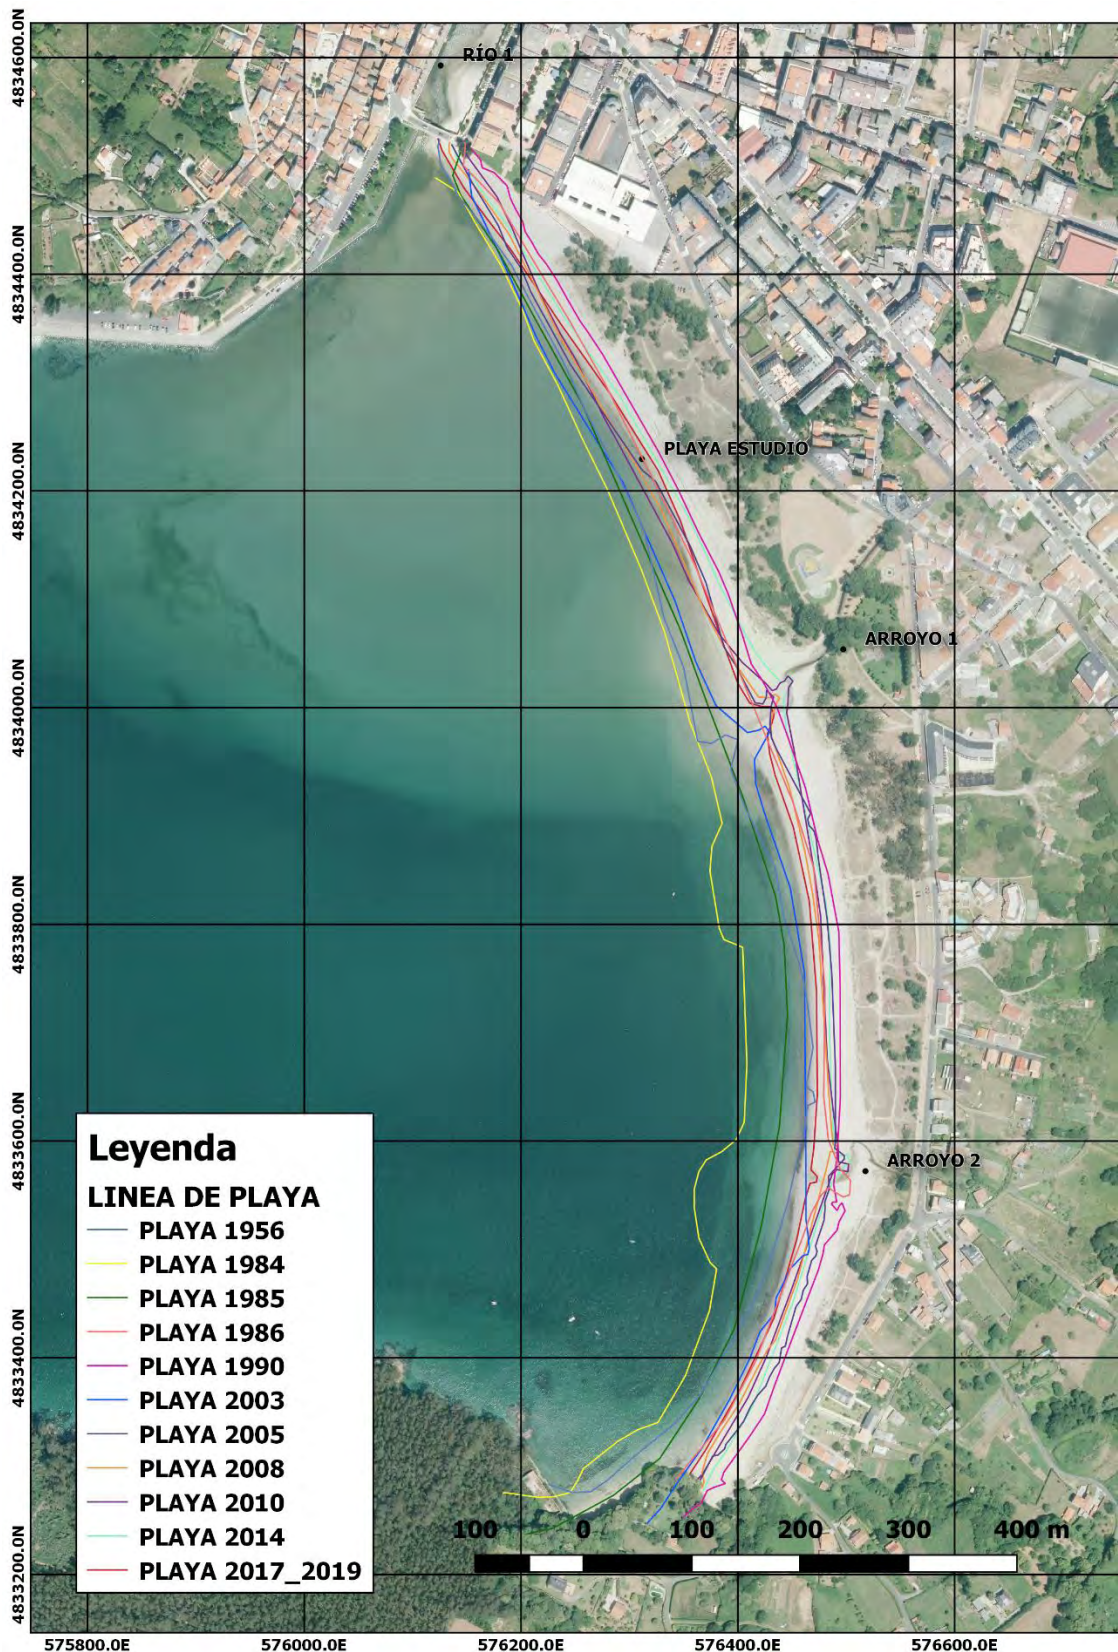 4834600.0N
RÍO 1
4834400.0N
PLAYA ESTUDIO
4834200.0N
ARROYO 1
4834000.0N
4833800.0N
4833600.0N
ARROYO 2
Leyenda
LINEA DE PLAYA
PLAYA 1956
PLAYA 1984
PLAYA 1985
PLAYA 1986
PLAYA 1990
PLAYA 2003
PLAYA 2005
PLAYA 2008
PLAYA 2010
PLAYA 2014
PLAYA 2017_2019
4833400.0N
100 0 100 200 300 400 m
4833200.0N
575800.0E 576000.0E 576200.0E 576400.0E 576600.0E